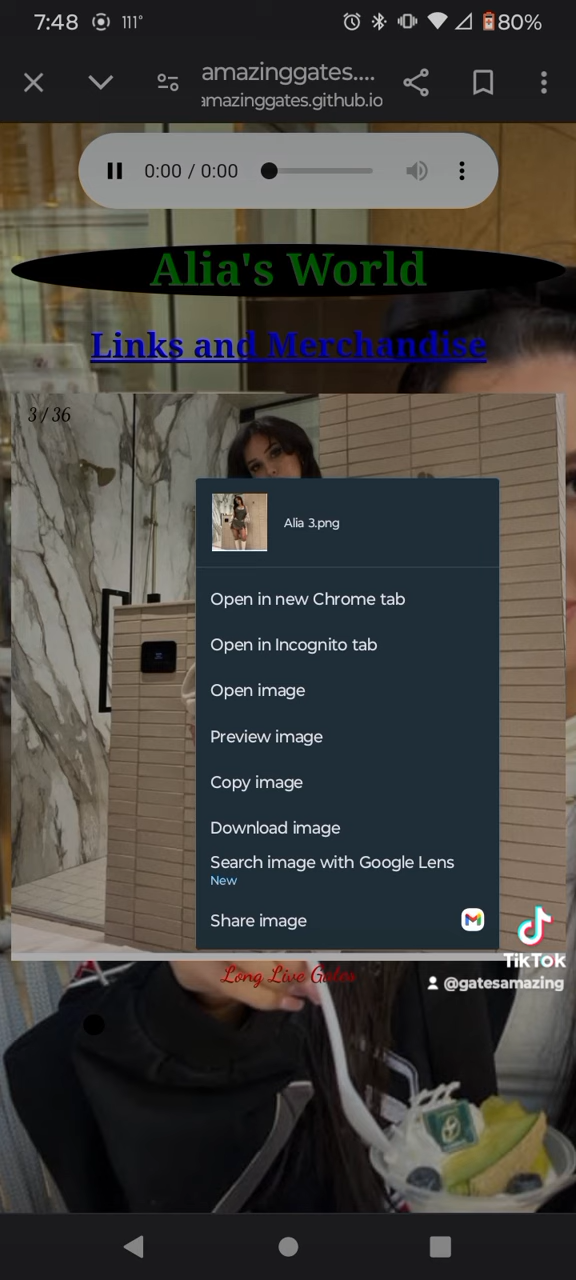 7:48 111° 80%
amazinggates....
amazinggates.github.io
0:00 / 0:00
Alia's World
Links and Merchandise
3 / 36
Alia 3.png
Open in new Chrome tab
Open in Incognito tab
Open image
Preview image
Copy image
Download image
Search image with Google Lens
New
Share image
TikTok
@gatesamazing
Long Live Gates